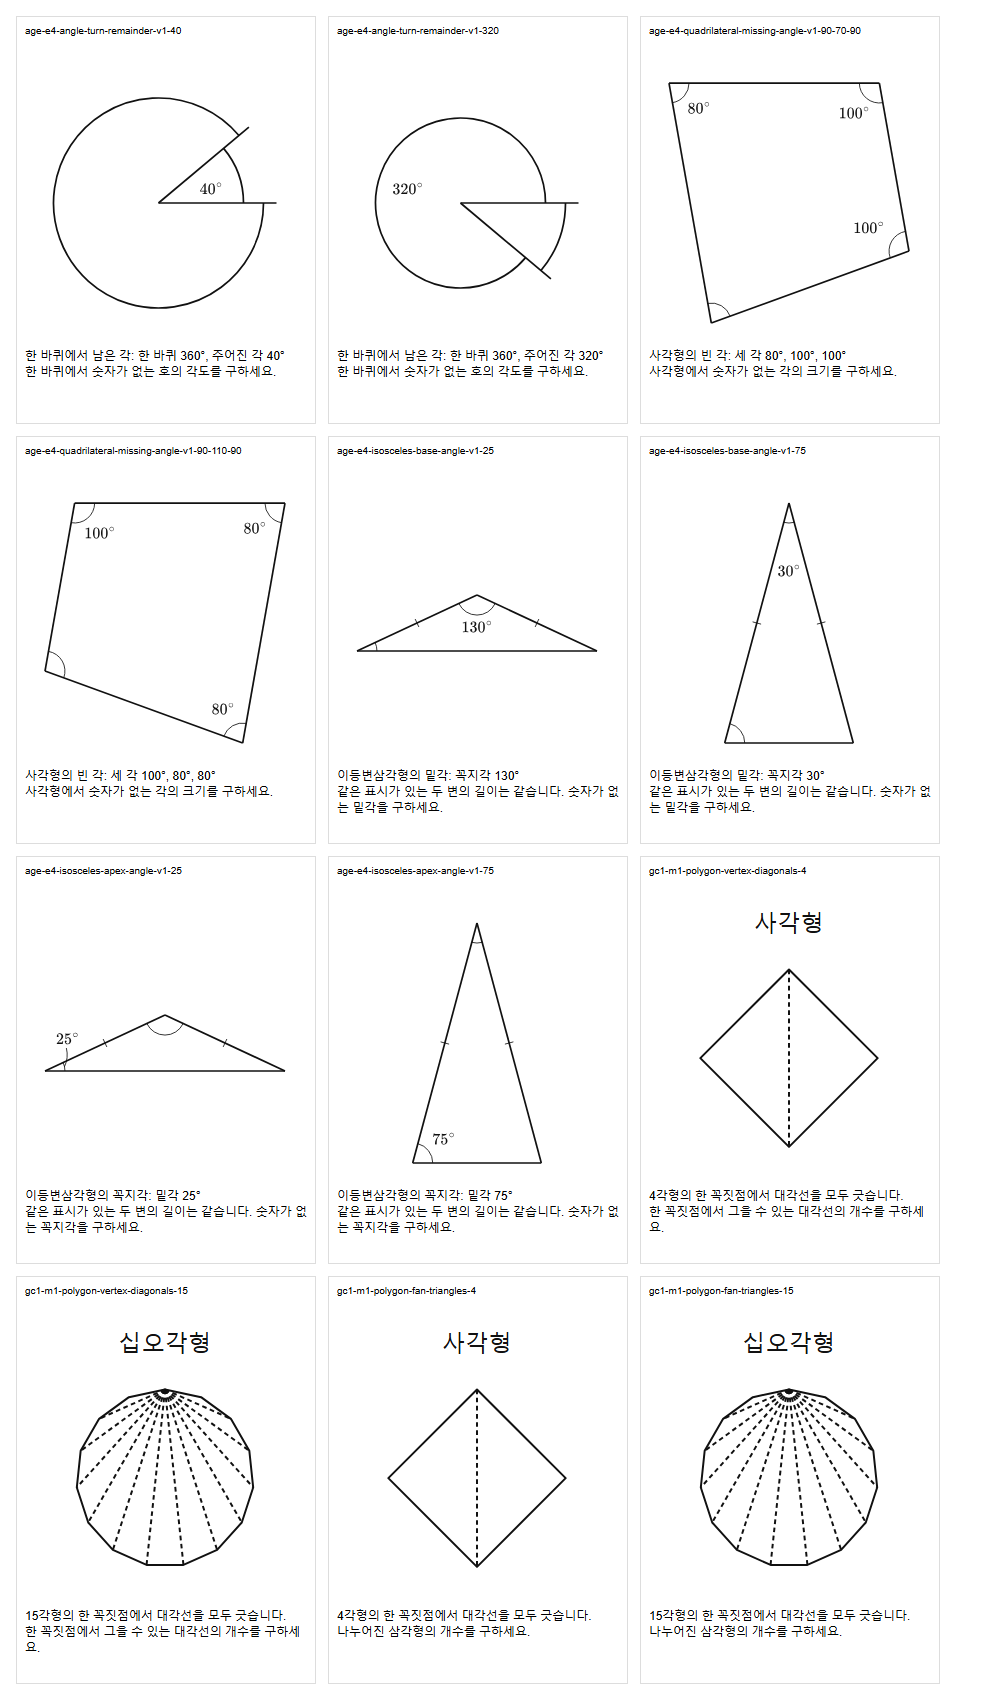 age-e4-angle-turn-remainder-v1-40
40°
한 바퀴에서 남은 각: 한 바퀴 360°, 주어진 각 40°
한 바퀴에서 숫자가 없는 호의 각도를 구하세요.
age-e4-angle-turn-remainder-v1-320
320°
한 바퀴에서 남은 각: 한 바퀴 360°, 주어진 각 320°
한 바퀴에서 숫자가 없는 호의 각도를 구하세요.
age-e4-quadrilateral-missing-angle-v1-90-70-90
80°
100°
100°
사각형의 빈 각: 세 각 80°, 100°, 100°
사각형에서 숫자가 없는 각의 크기를 구하세요.
age-e4-quadrilateral-missing-angle-v1-90-110-90
100°
80°
80°
사각형의 빈 각: 세 각 100°, 80°, 80°
사각형에서 숫자가 없는 각의 크기를 구하세요.
age-e4-isosceles-base-angle-v1-25
130°
이등변삼각형의 밑각: 꼭지각 130°
같은 표시가 있는 두 변의 길이는 같습니다. 숫자가 없
는 밑각을 구하세요.
age-e4-isosceles-base-angle-v1-75
30°
이등변삼각형의 밑각: 꼭지각 30°
같은 표시가 있는 두 변의 길이는 같습니다. 숫자가 없
는 밑각을 구하세요.
age-e4-isosceles-apex-angle-v1-25
25°
이등변삼각형의 꼭지각: 밑각 25°
같은 표시가 있는 두 변의 길이는 같습니다. 숫자가 없
는 꼭지각을 구하세요.
age-e4-isosceles-apex-angle-v1-75
75°
이등변삼각형의 꼭지각: 밑각 75°
같은 표시가 있는 두 변의 길이는 같습니다. 숫자가 없
는 꼭지각을 구하세요.
gc1-m1-polygon-vertex-diagonals-4
사각형
4각형의 한 꼭짓점에서 대각선을 모두 긋습니다.
한 꼭짓점에서 그을 수 있는 대각선의 개수를 구하세
요.
gc1-m1-polygon-vertex-diagonals-15
십오각형
15각형의 한 꼭짓점에서 대각선을 모두 긋습니다.
한 꼭짓점에서 그을 수 있는 대각선의 개수를 구하세
요.
gc1-m1-polygon-fan-triangles-4
사각형
4각형의 한 꼭짓점에서 대각선을 모두 긋습니다.
나누어진 삼각형의 개수를 구하세요.
gc1-m1-polygon-fan-triangles-15
십오각형
15각형의 한 꼭짓점에서 대각선을 모두 긋습니다.
나누어진 삼각형의 개수를 구하세요.